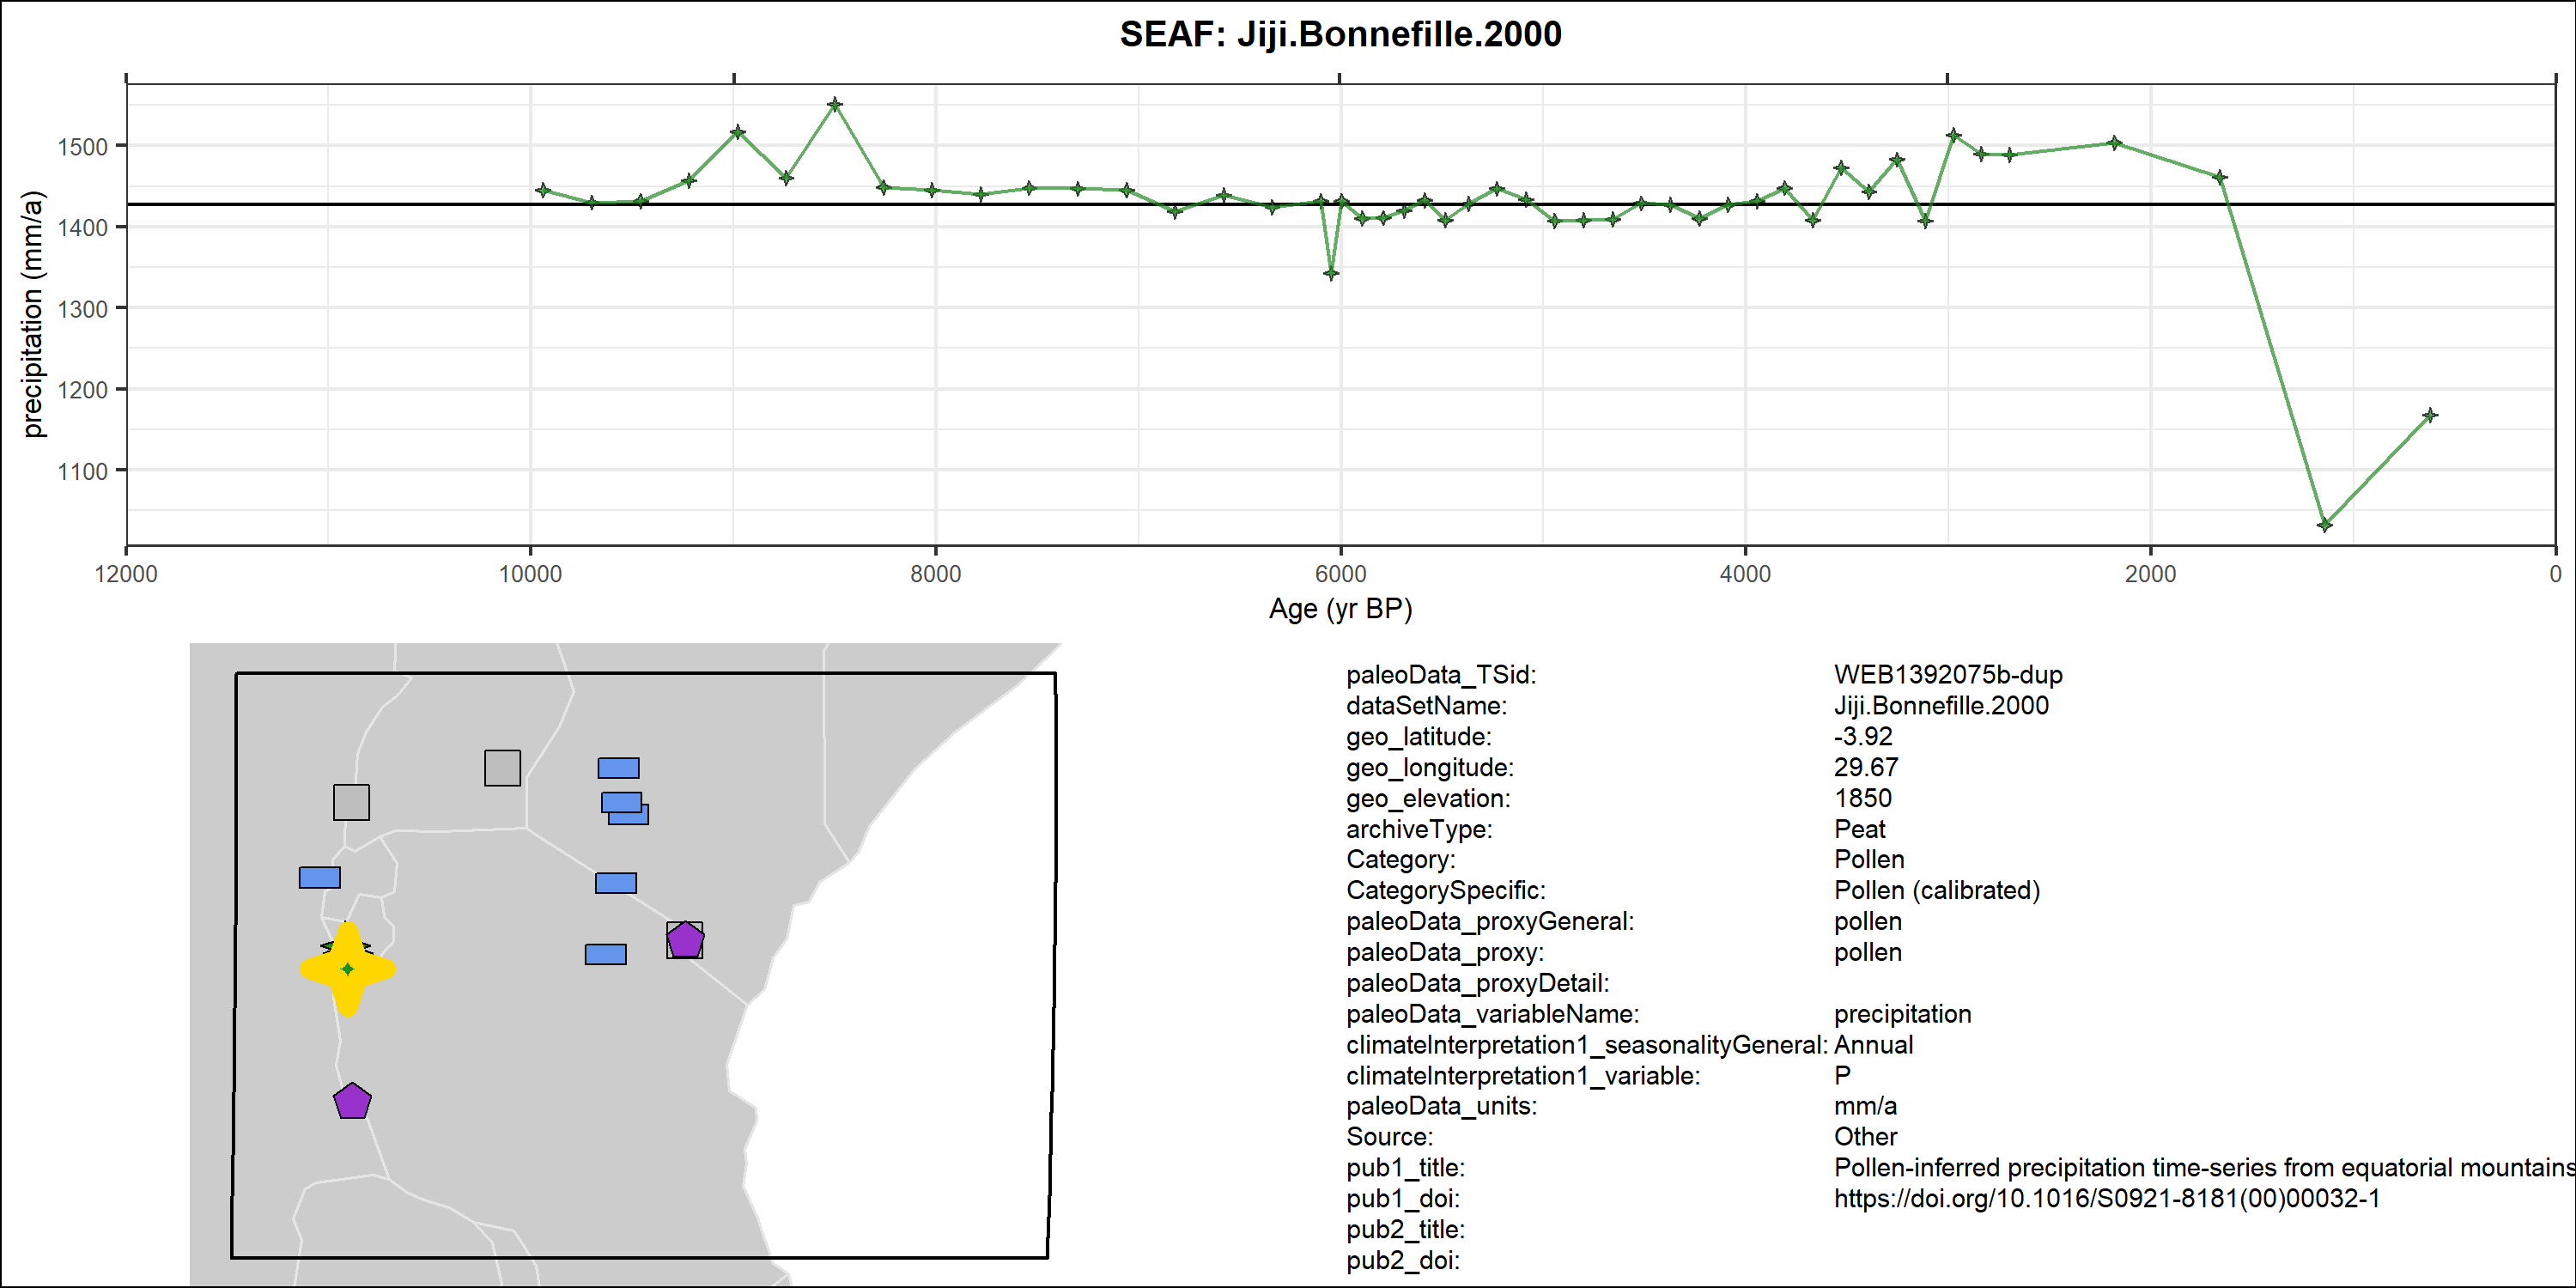 SEAF: Jiji.Bonnefille.2000
precipitation (mm/a)
1500
1400
1300
1200
1100
12000 10000 8000 6000 4000 2000 0
Age (yr BP)
paleoData_TSid: WEB1392075b-dup
dataSetName: Jiji.Bonnefille.2000
geo_latitude: -3.92
geo_longitude: 29.67
geo_elevation: 1850
archiveType: Peat
Category: Pollen
CategorySpecific: Pollen (calibrated)
paleoData_proxyGeneral: pollen
paleoData_proxy: pollen
paleoData_proxyDetail:
paleoData_variableName: precipitation
climateInterpretation1_seasonalityGeneral: Annual
climateInterpretation1_variable: P
paleoData_units: mm/a
Source: Other
pub1_title: Pollen-inferred precipitation time-series from equatorial mountains
pub1_doi: https://doi.org/10.1016/S0921-8181(00)00032-1
pub2_title:
pub2_doi: